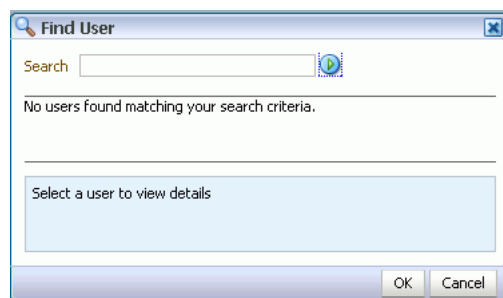 Find User
Search
No users found matching your search criteria.
Select a user to view details
OK Cancel